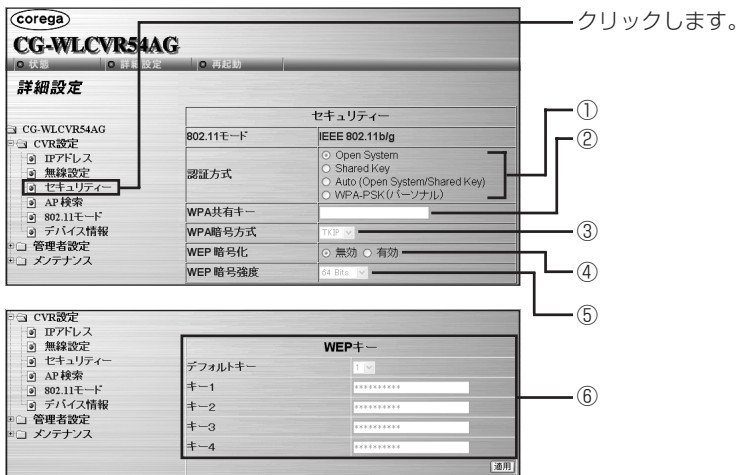 corega
クリックします。
CG-WLCVR54AG
状態 詳細設定 再起動
詳細設定
CG-WLCVR54AG
CVR設定
IPアドレス
無線設定
セキュリティー
AP検索
802.11モード
デバイス情報
管理者設定
メンテナンス
セキュリティー
802.11モード IEEE 802.11b/g
認証方式
Open System
Shared Key
Auto (Open System/Shared Key)
WPA-PSK(パーソナル)
WPA共有キー
WPA暗号方式 TKIP
WEP 暗号化 無効 有効
WEP 暗号強度 64 Bits
①
②
③
④
⑤
CVR設定
IPアドレス
無線設定
セキュリティー
AP検索
802.11モード
デバイス情報
管理者設定
メンテナンス
WEPキー
デフォルトキー 1
キー1 **********
キー2 **********
キー3 **********
キー4 **********
適用
⑥